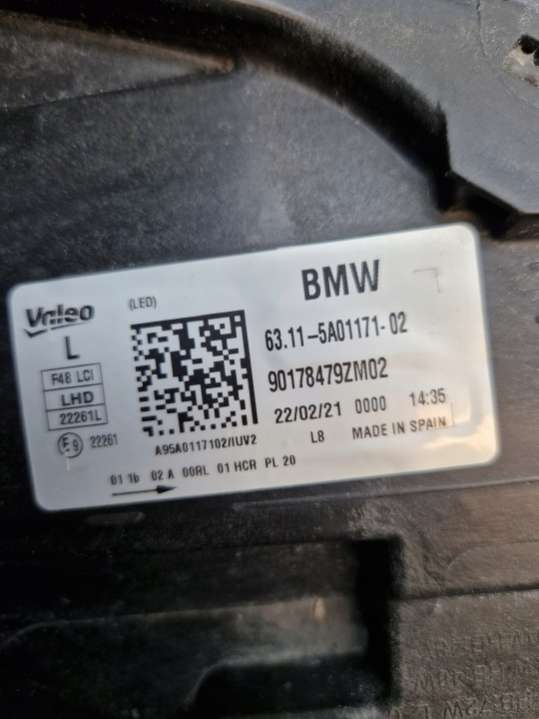 BMW
Valeo
(LED)
L
F48 LCI
LHD
22261L
E9 22261
63.11-5A01171-02
90178479ZM02
22/02/21 0000 14:35
A95A0117102/IUV2
L8 MADE IN SPAIN
01 1b 02 A 00RL 01 HCR PL 20